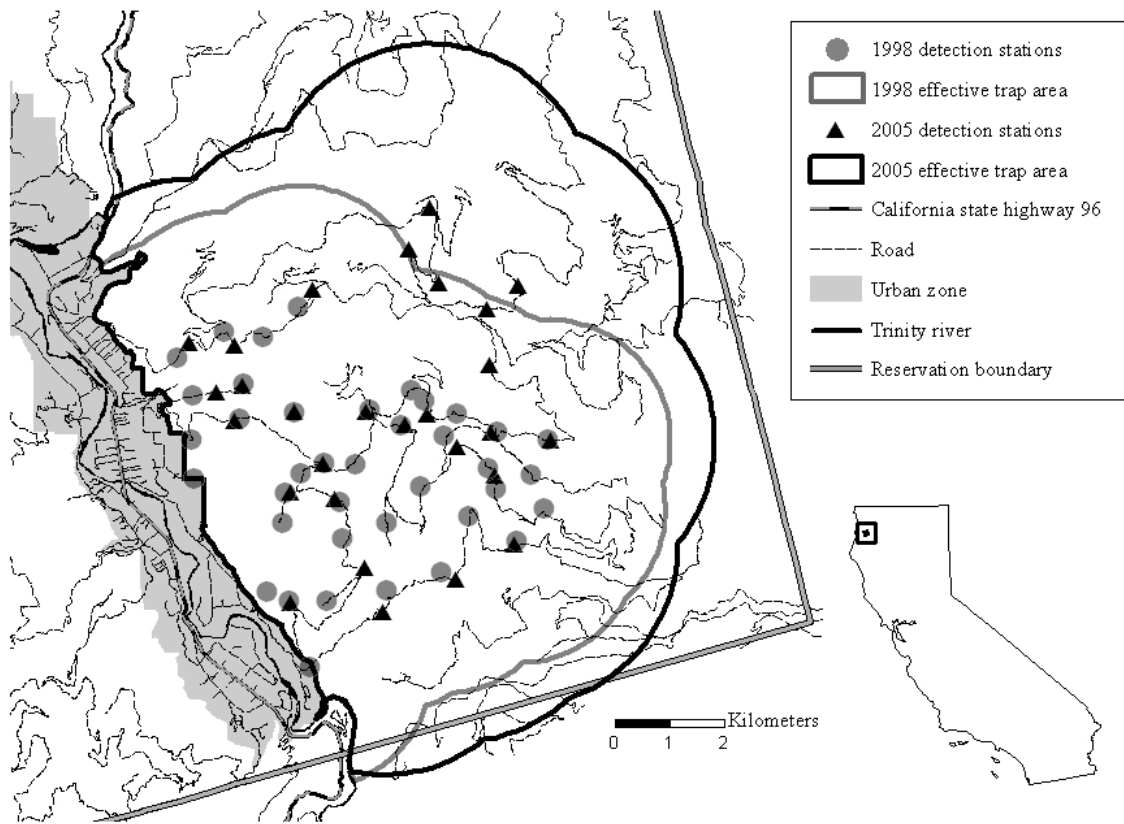 1998 detection stations
1998 effective trap area
2005 detection stations
2005 effective trap area
California state highway 96
Road
Urban zone
Trinity river
Reservation boundary
Kilometers
0 1 2